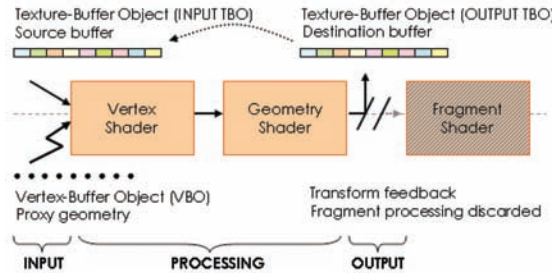 Texture-Buffer Object (INPUT TBO)
Source buffer
Texture-Buffer Object (OUTPUT TBO)
Destination buffer
Vertex
Shader
Geometry
Shader
Fragment
Shader
Vertex-Buffer Object (VBO)
Proxy geometry
Transform feedback
Fragment processing discarded
INPUT
PROCESSING
OUTPUT